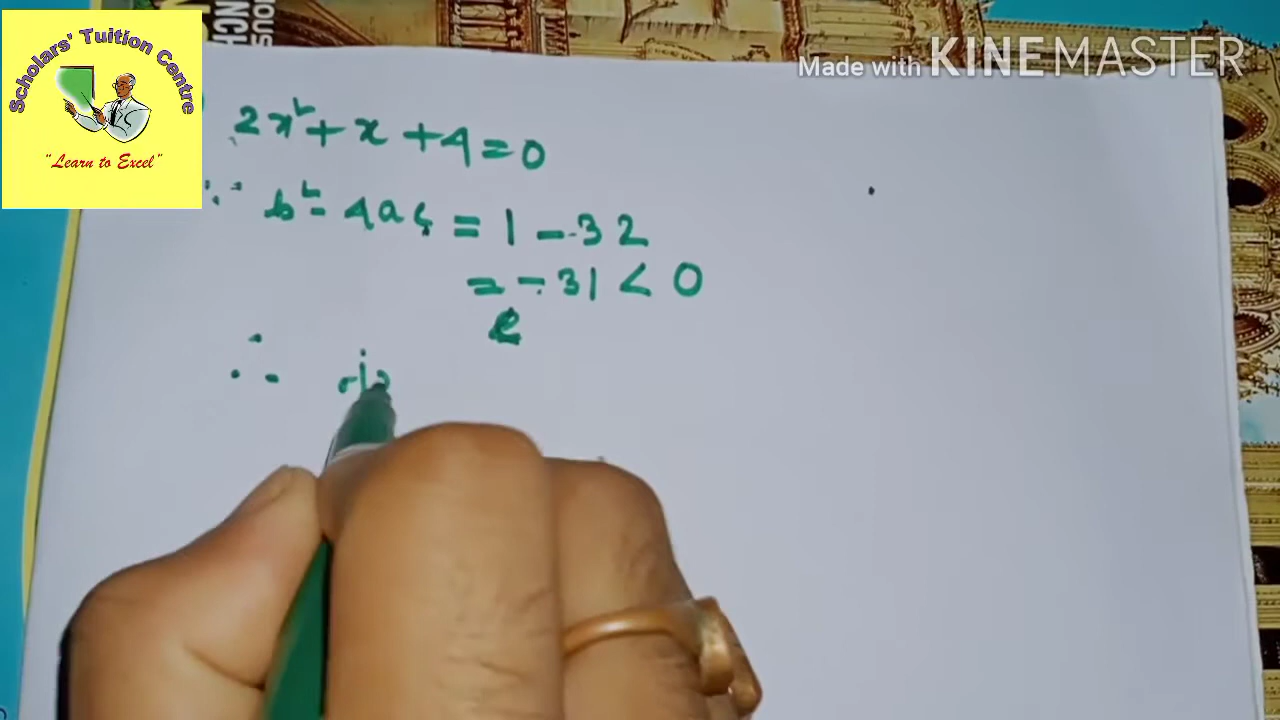 Scholars' Tuition Centre
"Learn to Excel"
Made with KINEMASTER
2x² + x + 4 = 0
∵ b² - 4ac = 1 - 32
= - 31 < 0
∴